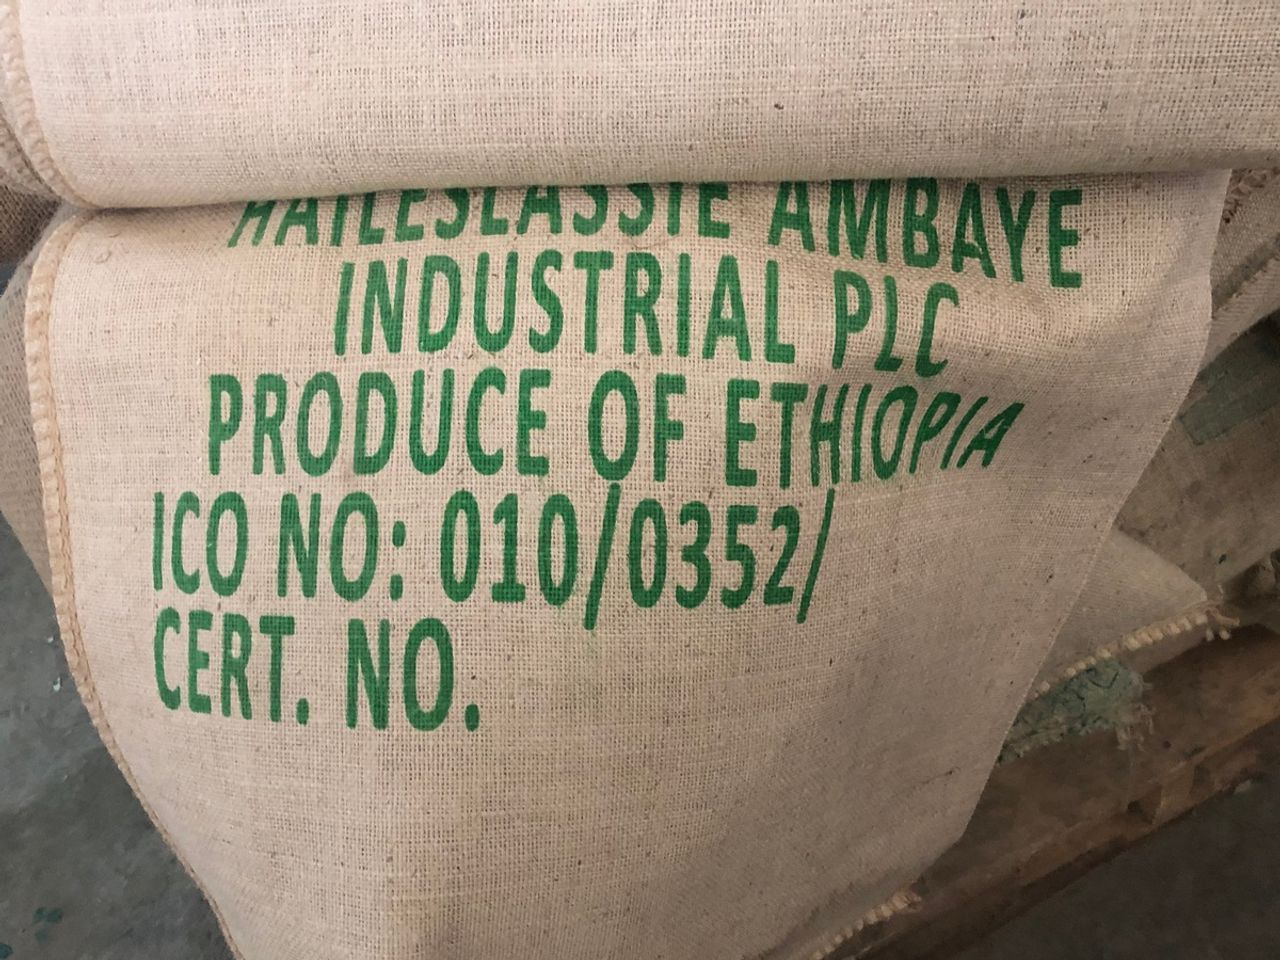 HAILESLASSIE AMBAYE
INDUSTRIAL PLC
PRODUCE OF ETHIOPIA
ICO NO: 010/0352/
CERT. NO.